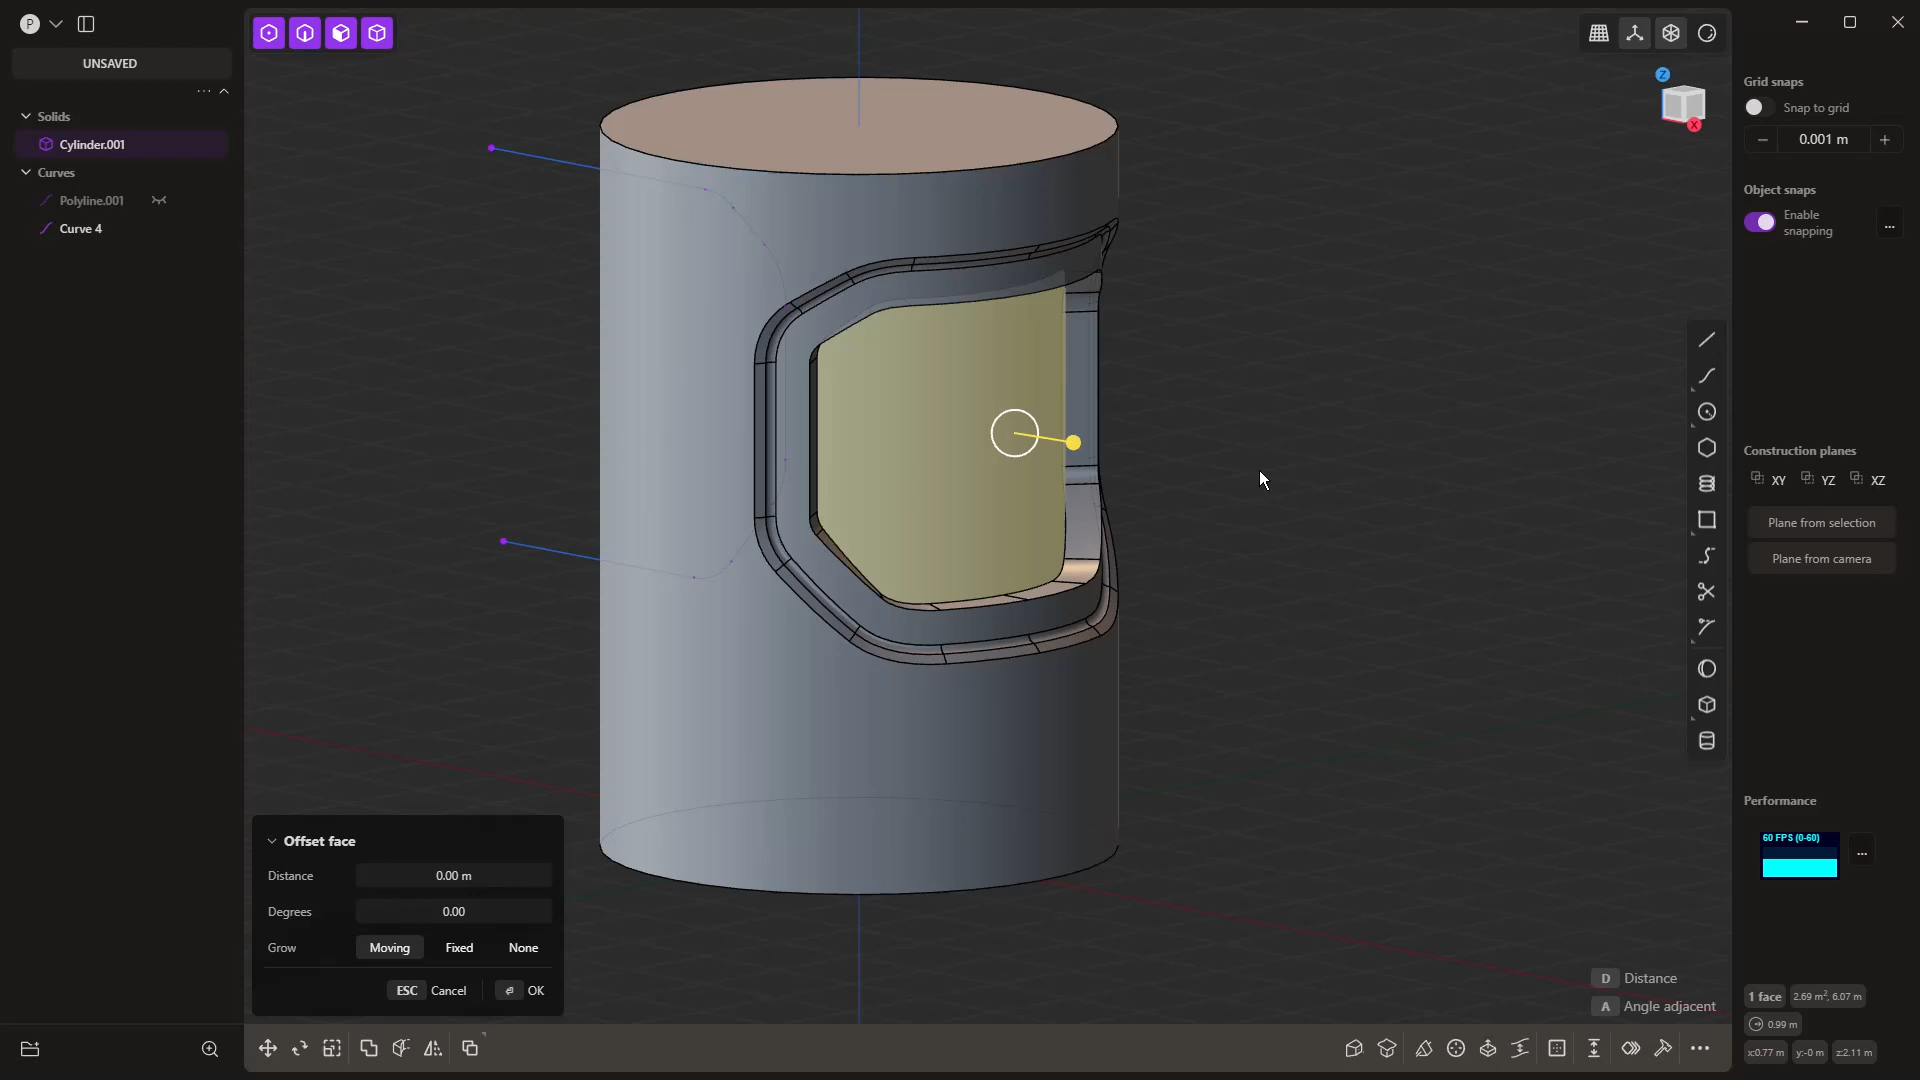 P
UNSAVED
Solids
Cylinder.001
Curves
Polyline.001
Curve 4
Z
X
Grid snaps
Snap to grid
0.001 m
Object snaps
Enable
snapping
...
Construction planes
XY YZ XZ
Plane from selection
Plane from camera
Performance
60 FPS (0-60)
...
Offset face
Distance 0.00 m
Degrees 0.00
Grow Moving Fixed None
ESC Cancel OK
D Distance
A Angle adjacent
1 face 2.69 m², 6.07 m
0.99 m
x:0.77 m y:-0 m z:2.11 m